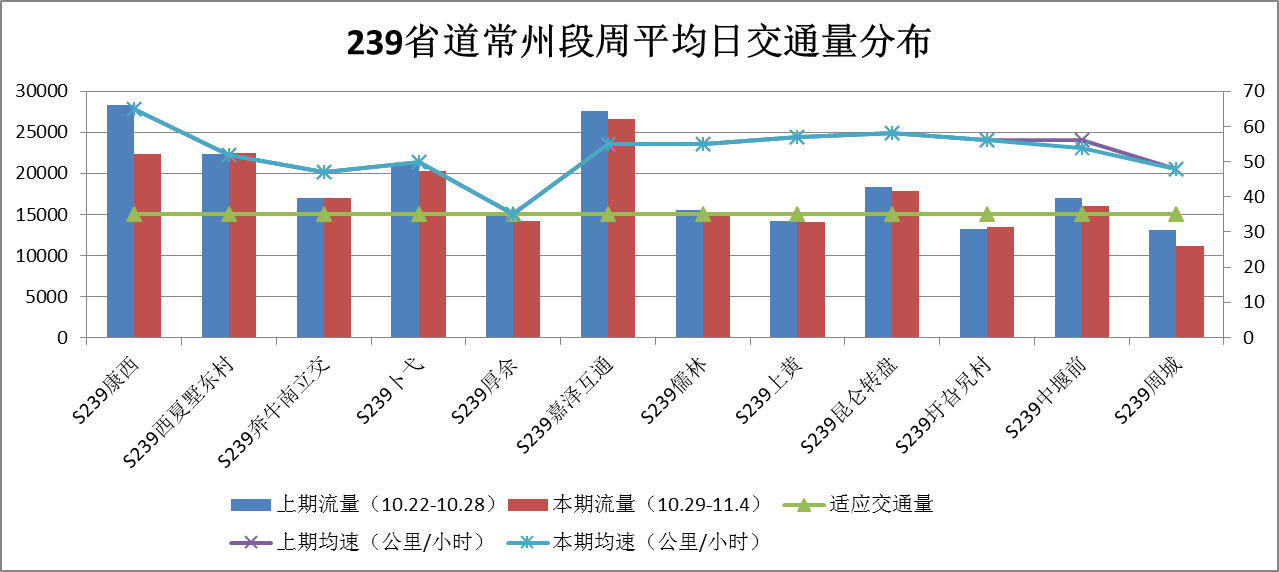 239省道常州段周平均日交通量分布
30000
25000
20000
15000
10000
5000
0
70
60
50
40
30
20
10
0
S239康西
S239西夏墅东村
S239奔牛南立交
S239卜弋
S239厚余
S239嘉泽互通
S239儒林
S239上黄
S239昆仑转盘
S239圩旮旯村
S239中堰前
S239周城
上期流量（10.22-10.28）
本期流量（10.29-11.4）
适应交通量
上期均速（公里/小时）
本期均速（公里/小时）